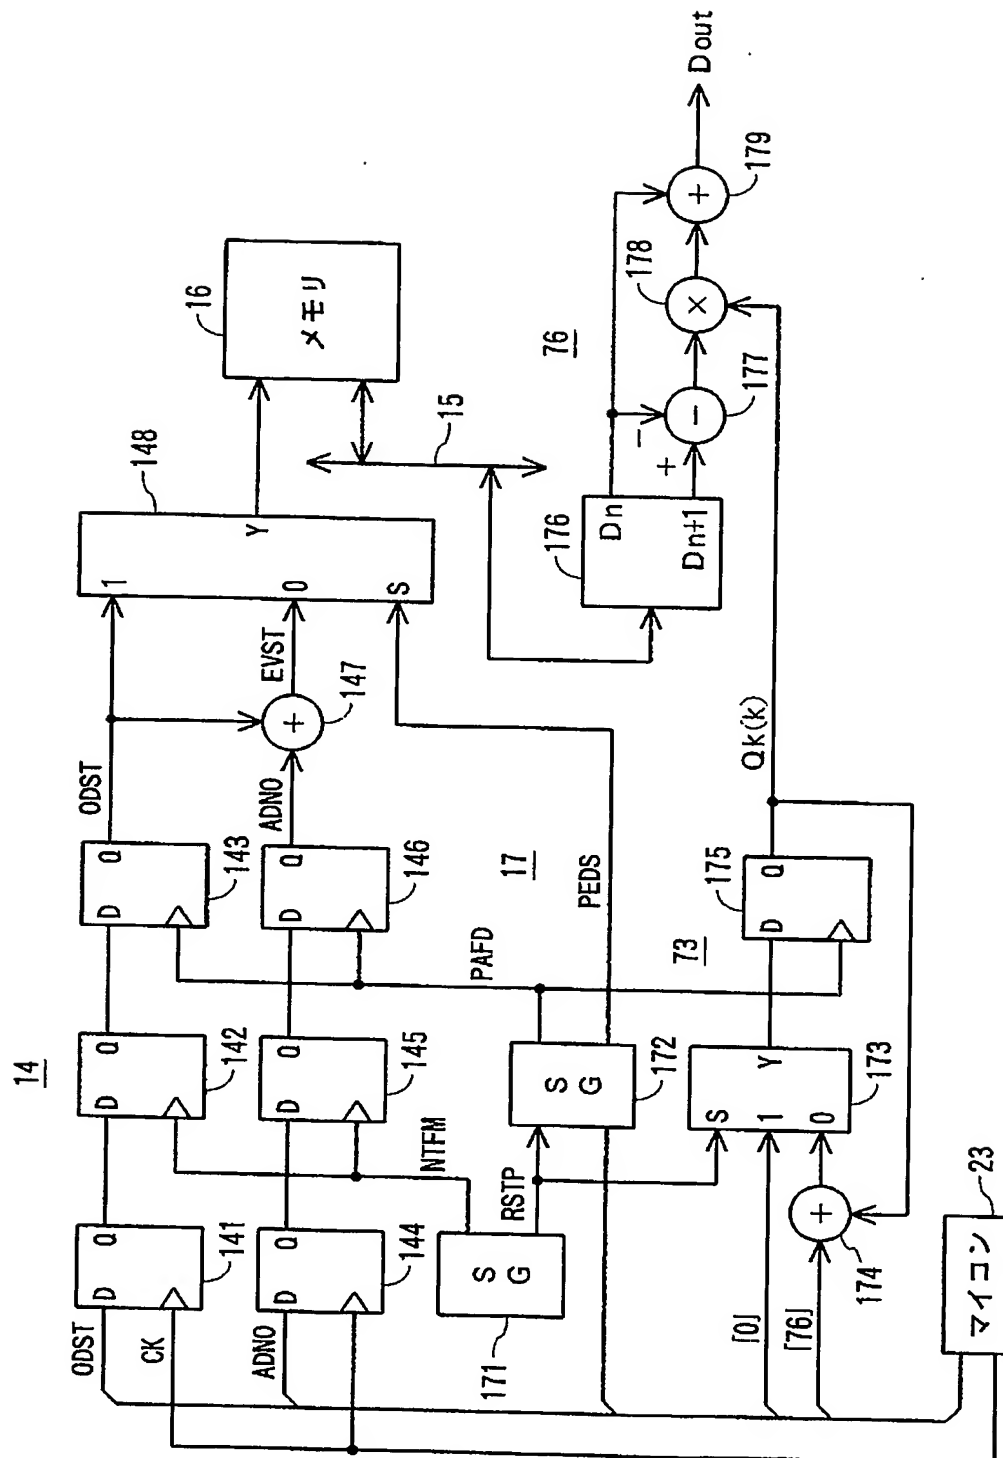 14
ODST
D
Q
141
CK
D
Q
142
D
Q
143
ODST
1
Y
0
S
148
16
メモリ
ADNO
D
Q
144
D
Q
145
D
Q
146
ADNO
+
147
EVST
15
NTFM
PAFD
17
PEDS
S
G
171
RSTP
S
G
172
73
76
176
Dn
Dn+1
-
+
−
177
×
178
+
179
Dout
「0」
「76」
+
174
S
1
0
Y
173
D
Q
175
Qk(k)
マイコン
23